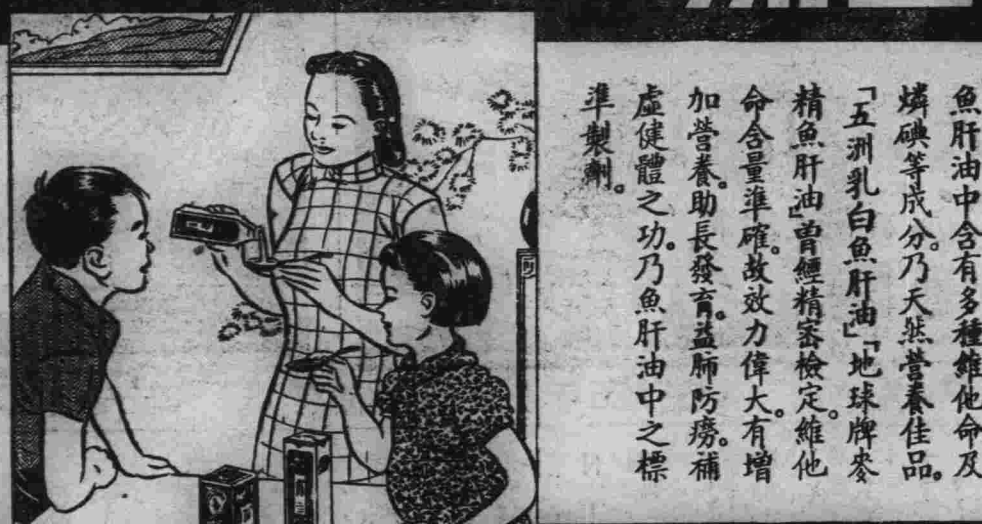 魚肝油中含有多種維他命及
燐碘等成分。乃天然營養佳品。
「五洲乳白魚肝油」「地球牌麥
精魚肝油」曾經精密檢定。維他
命含量準確。故效力偉大。有增
加營養。助長發育。益肺防癆。補
虛健體之功。乃魚肝油中之標
準製劑。